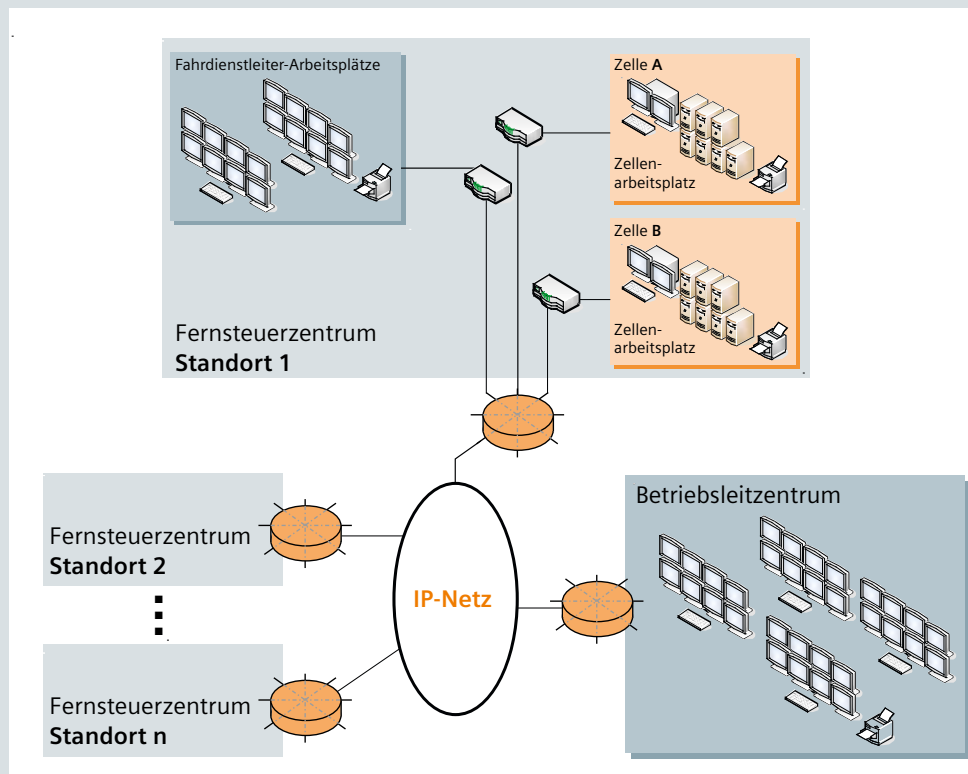 Fahrdienstleiter-Arbeitsplätze
Zelle A
Zellen-
arbeitsplatz
Zelle B
Zellen-
arbeitsplatz
Fernsteuerzentrum
Standort 1
Fernsteuerzentrum
Standort 2
IP-Netz
Betriebsleitzentrum
Fernsteuerzentrum
Standort n